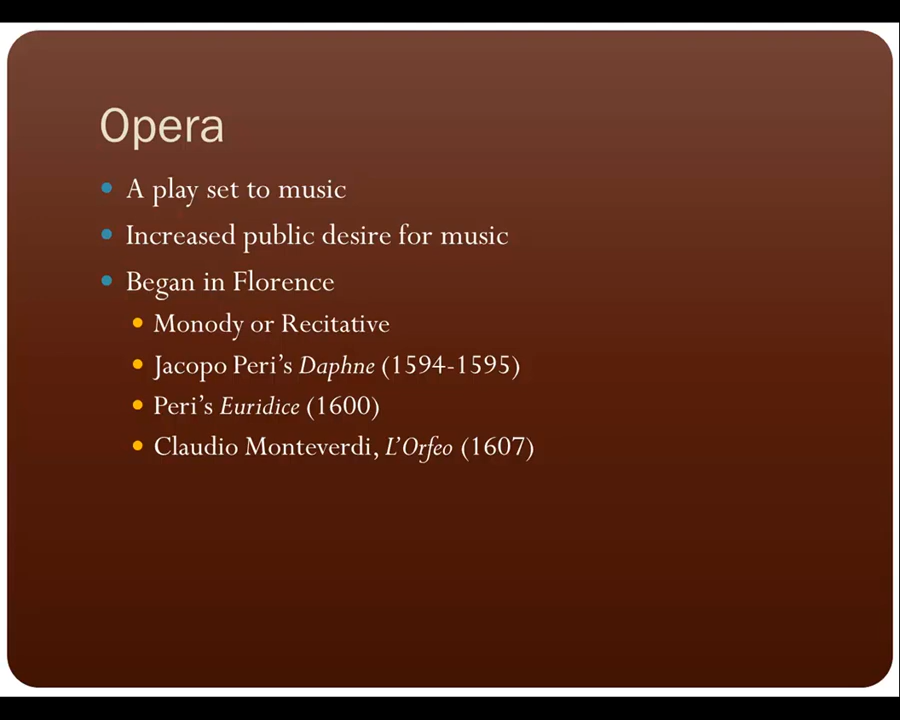 Opera
A play set to music
Increased public desire for music
Began in Florence
Monody or Recitative
Jacopo Peri’s Daphne (1594-1595)
Peri’s Euridice (1600)
Claudio Monteverdi, L’Orfeo (1607)